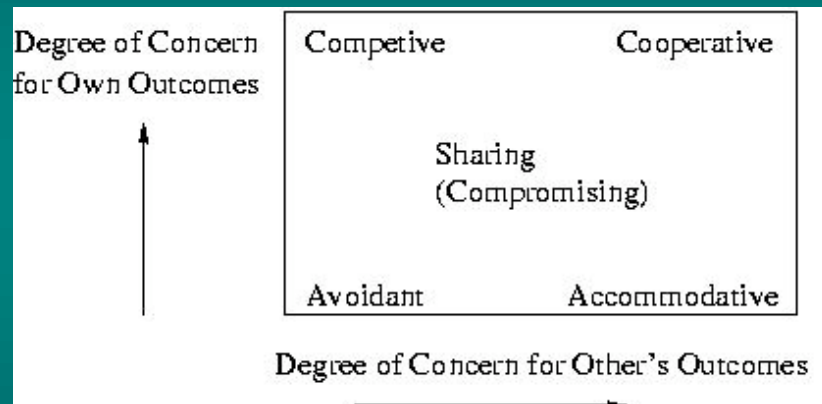 Degree of Concern
for Own Outcomes
Competive
Cooperative
Sharing
(Compromising)
Avoidant
Accommodative
Degree of Concern for Other's Outcomes